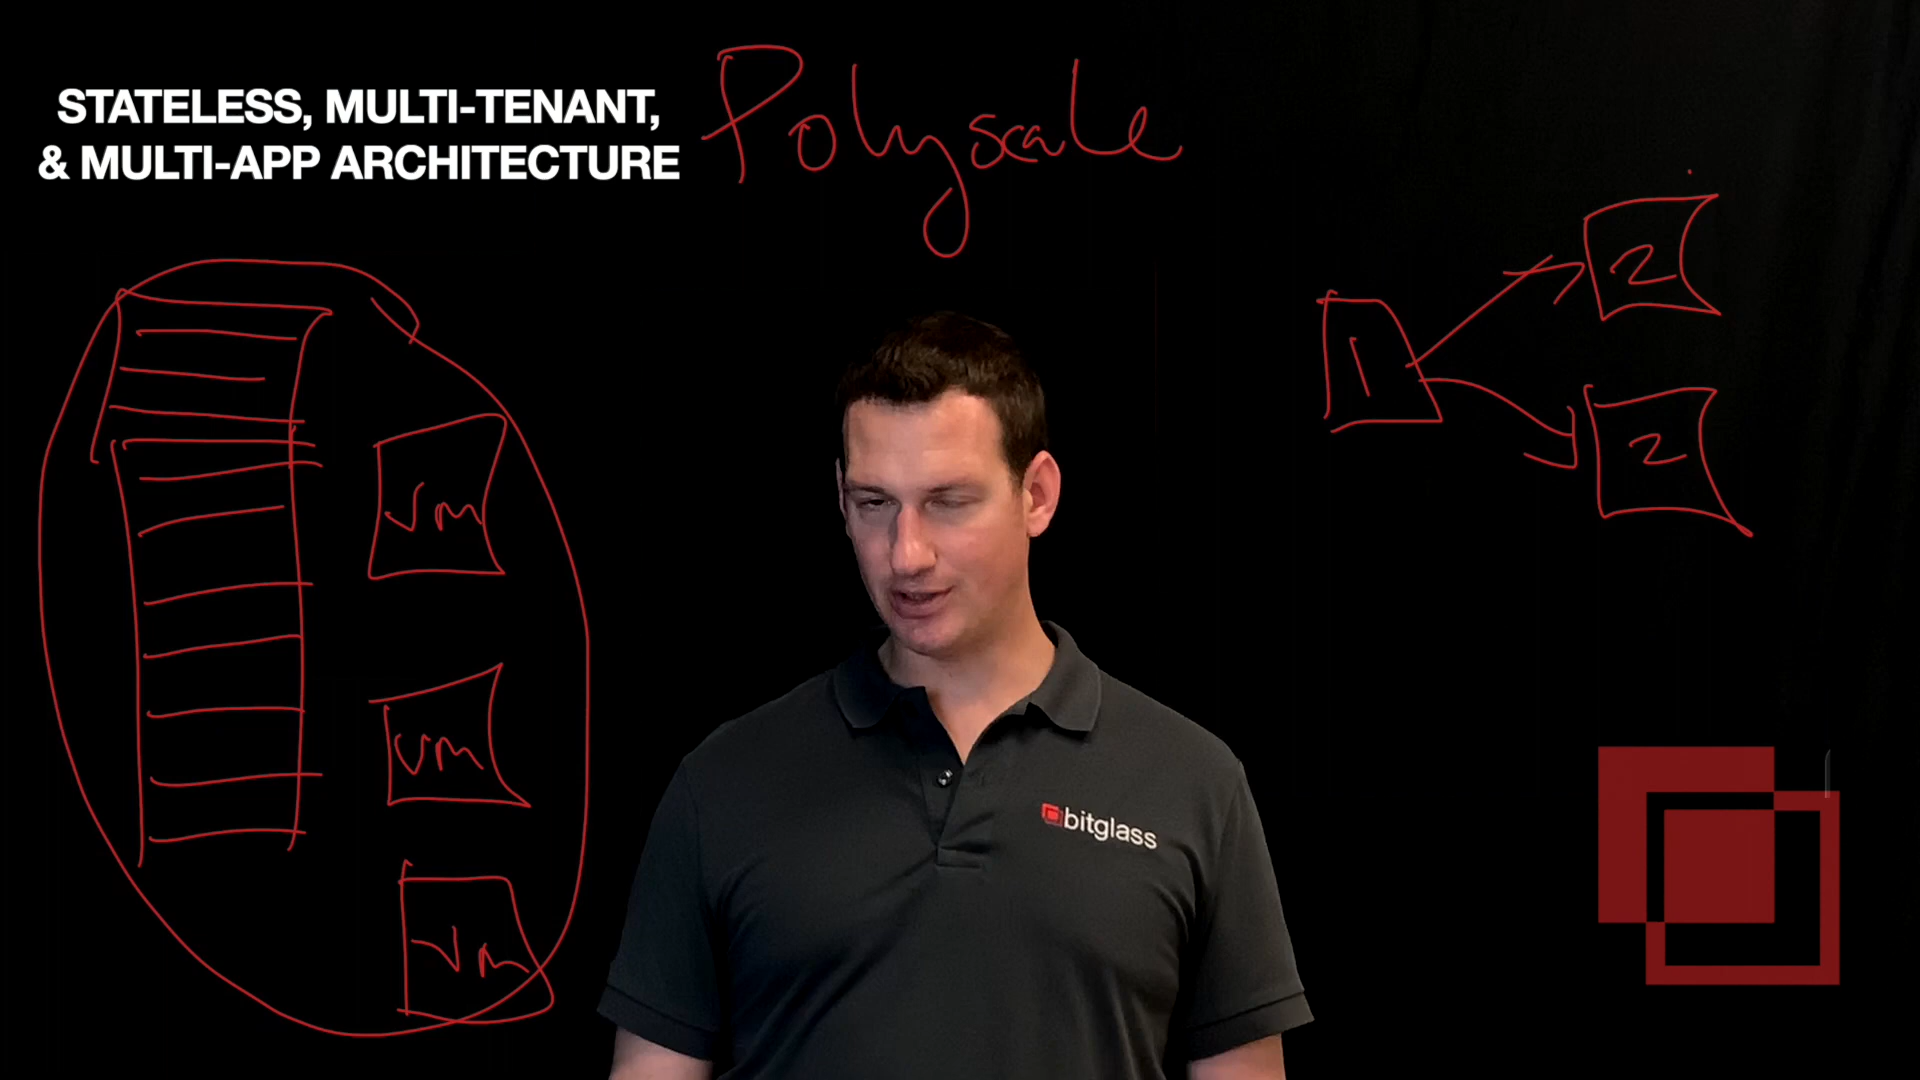 STATELESS, MULTI-TENANT,
& MULTI-APP ARCHITECTURE
Polyscale
1
2
2
Vm
Vm
Vm
bitglass